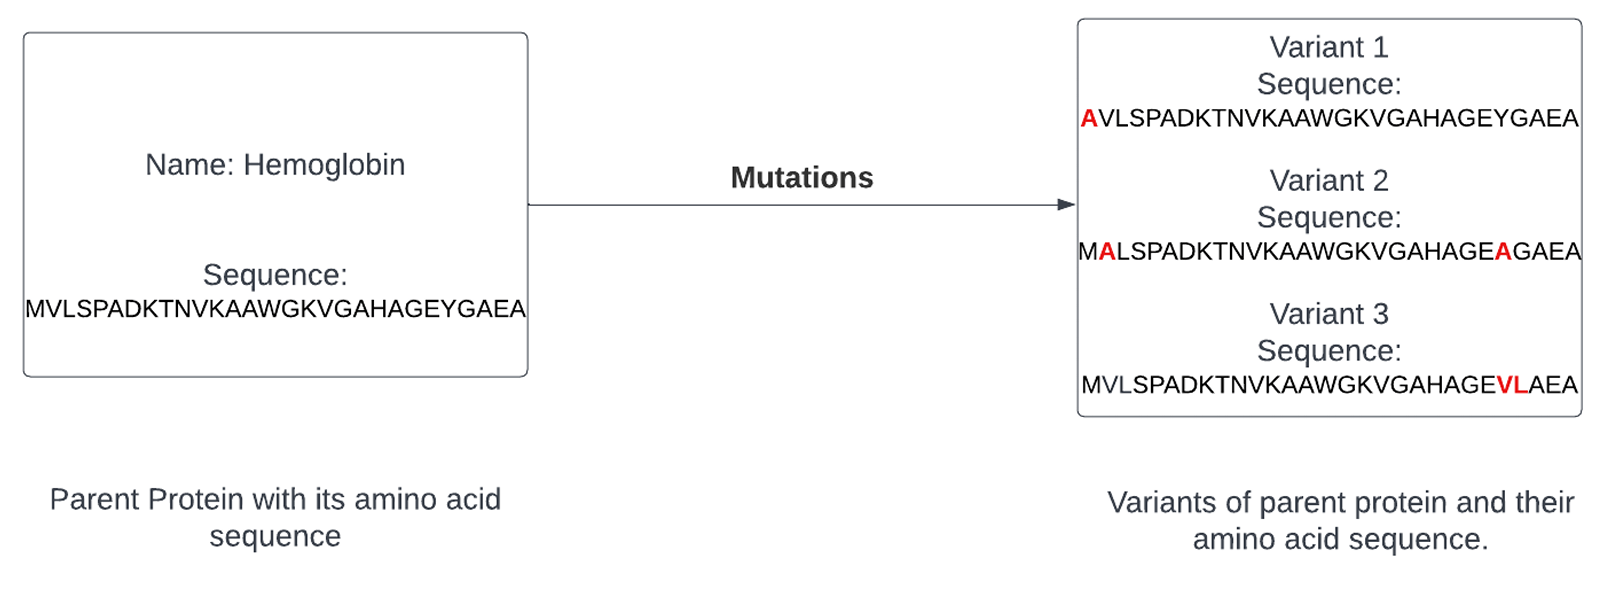 Name: Hemoglobin
Sequence:
MVLSPADKTNVKAAWGKVGAHAGEYGAEA
Parent Protein with its amino acid
sequence
Mutations
Variant 1
Sequence:
AVLSPADKTNVKAAWGKVGAHAGEYGAEA
Variant 2
Sequence:
MALSPADKTNVKAAWGKVGAHAGEAGAEA
Variant 3
Sequence:
MVLSPADKTNVKAAWGKVGAHAGEVLAEA
Variants of parent protein and their
amino acid sequence.